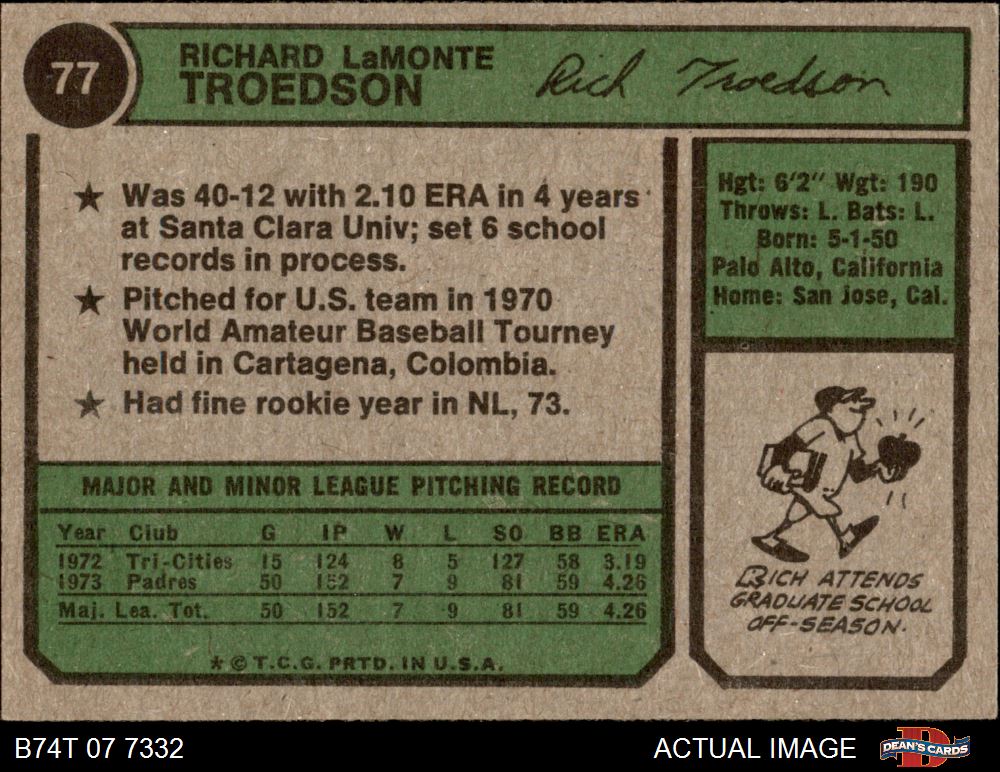 77
RICHARD LaMONTE
TROEDSON
Rich Troedson
★ Was 40-12 with 2.10 ERA in 4 years
at Santa Clara Univ; set 6 school
records in process.
★ Pitched for U.S. team in 1970
World Amateur Baseball Tourney
held in Cartagena, Colombia.
★ Had fine rookie year in NL, 73.
Hgt: 6'2" Wgt: 190
Throws: L. Bats: L.
Born: 5-1-50
Palo Alto, California
Home: San Jose, Cal.
MAJOR AND MINOR LEAGUE PITCHING RECORD
Year Club G IP W L SO BB ERA
1972 Tri-Cities 15 124 8 5 127 58 3.19
1973 Padres 50 152 7 9 81 59 4.26
Maj. Lea. Tot. 50 152 7 9 81 59 4.26
★ © T.C.G. PRTD. IN U.S.A.
RICH ATTENDS
GRADUATE SCHOOL
OFF-SEASON.
B74T 07 7332
ACTUAL IMAGE
D
DEAN'S CARDS